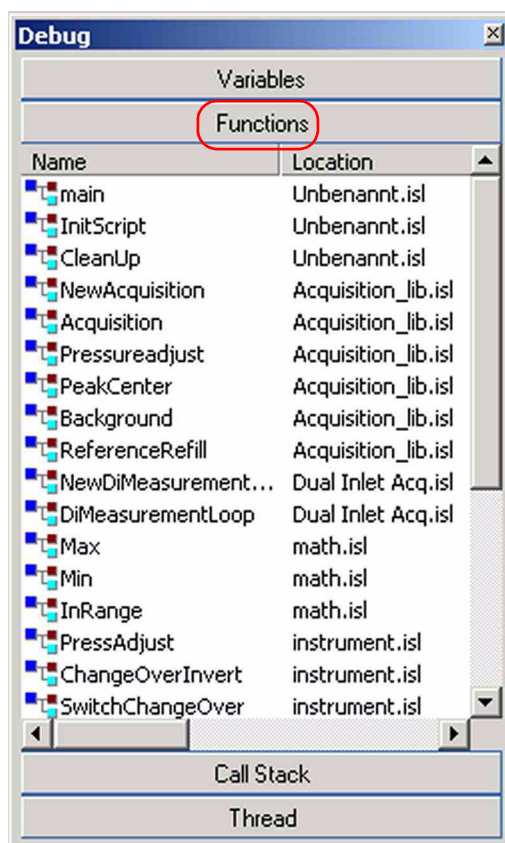 Debug
Variables
Functions
Name Location
main Unbenannt.isl
InitScript Unbenannt.isl
CleanUp Unbenannt.isl
NewAcquisition Acquisition_lib.isl
Acquisition Acquisition_lib.isl
Pressureadjust Acquisition_lib.isl
PeakCenter Acquisition_lib.isl
Background Acquisition_lib.isl
ReferenceRefill Acquisition_lib.isl
NewDiMeasurement... Dual Inlet Acq.isl
DiMeasurementLoop Dual Inlet Acq.isl
Max math.isl
Min math.isl
InRange math.isl
PressAdjust instrument.isl
ChangeOverInvert instrument.isl
SwitchChangeOver instrument.isl
Call Stack
Thread